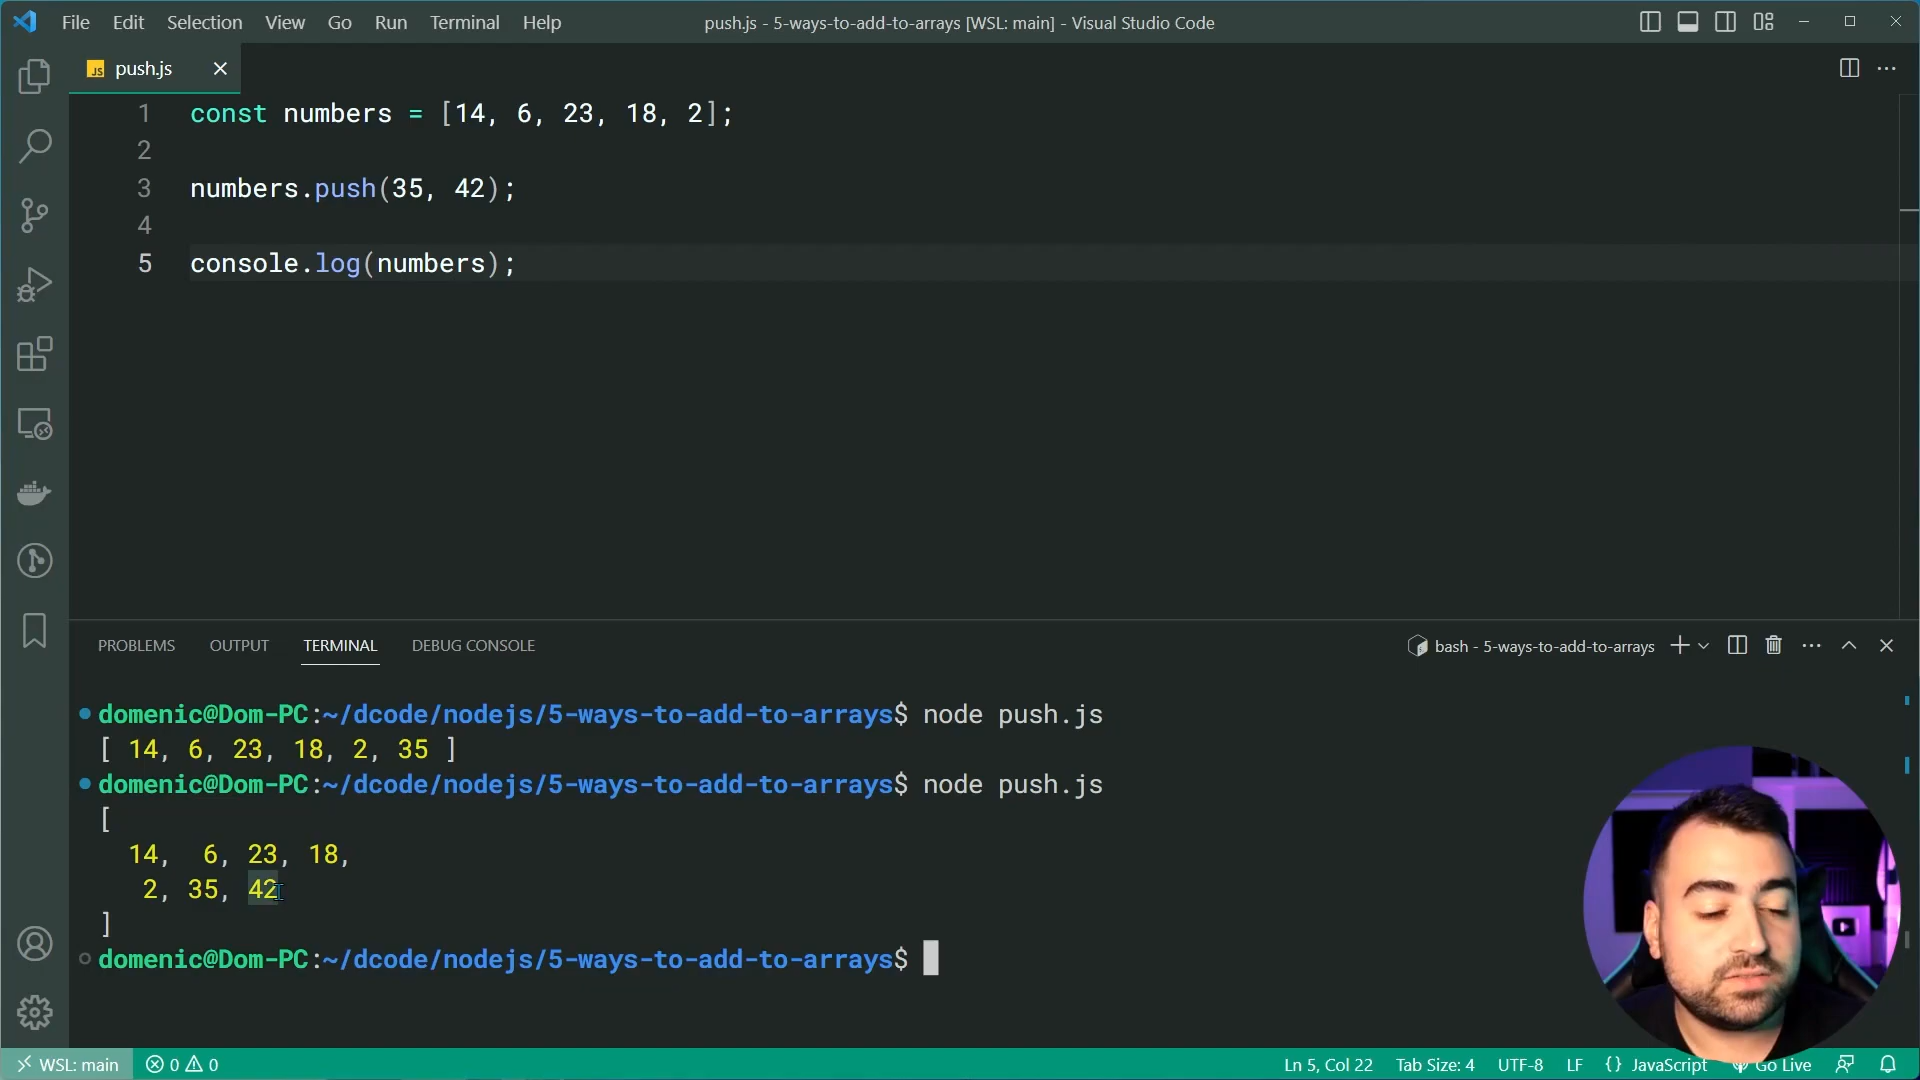 File Edit Selection View Go Run Terminal Help push.js - 5-ways-to-add-to-arrays [WSL: main] - Visual Studio Code
JS push.js
1 const numbers = [14, 6, 23, 18, 2];
2
3 numbers.push(35, 42);
4
5 console.log(numbers);
PROBLEMS OUTPUT TERMINAL DEBUG CONSOLE bash - 5-ways-to-add-to-arrays
domenic@Dom-PC:~/dcode/nodejs/5-ways-to-add-to-arrays$ node push.js
[ 14, 6, 23, 18, 2, 35 ]
domenic@Dom-PC:~/dcode/nodejs/5-ways-to-add-to-arrays$ node push.js
[
14, 6, 23, 18,
2, 35, 42
]
domenic@Dom-PC:~/dcode/nodejs/5-ways-to-add-to-arrays$
WSL: main 0 0 Ln 5, Col 22 Tab Size: 4 UTF-8 LF {} JavaScript Go Live